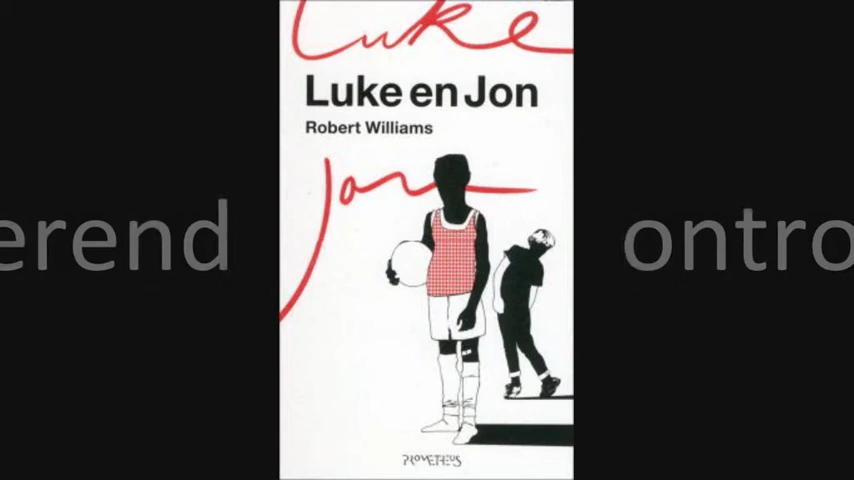 Luke
Luke en Jon
Robert Williams
Jon
erend
ontro
PROMETHEUS